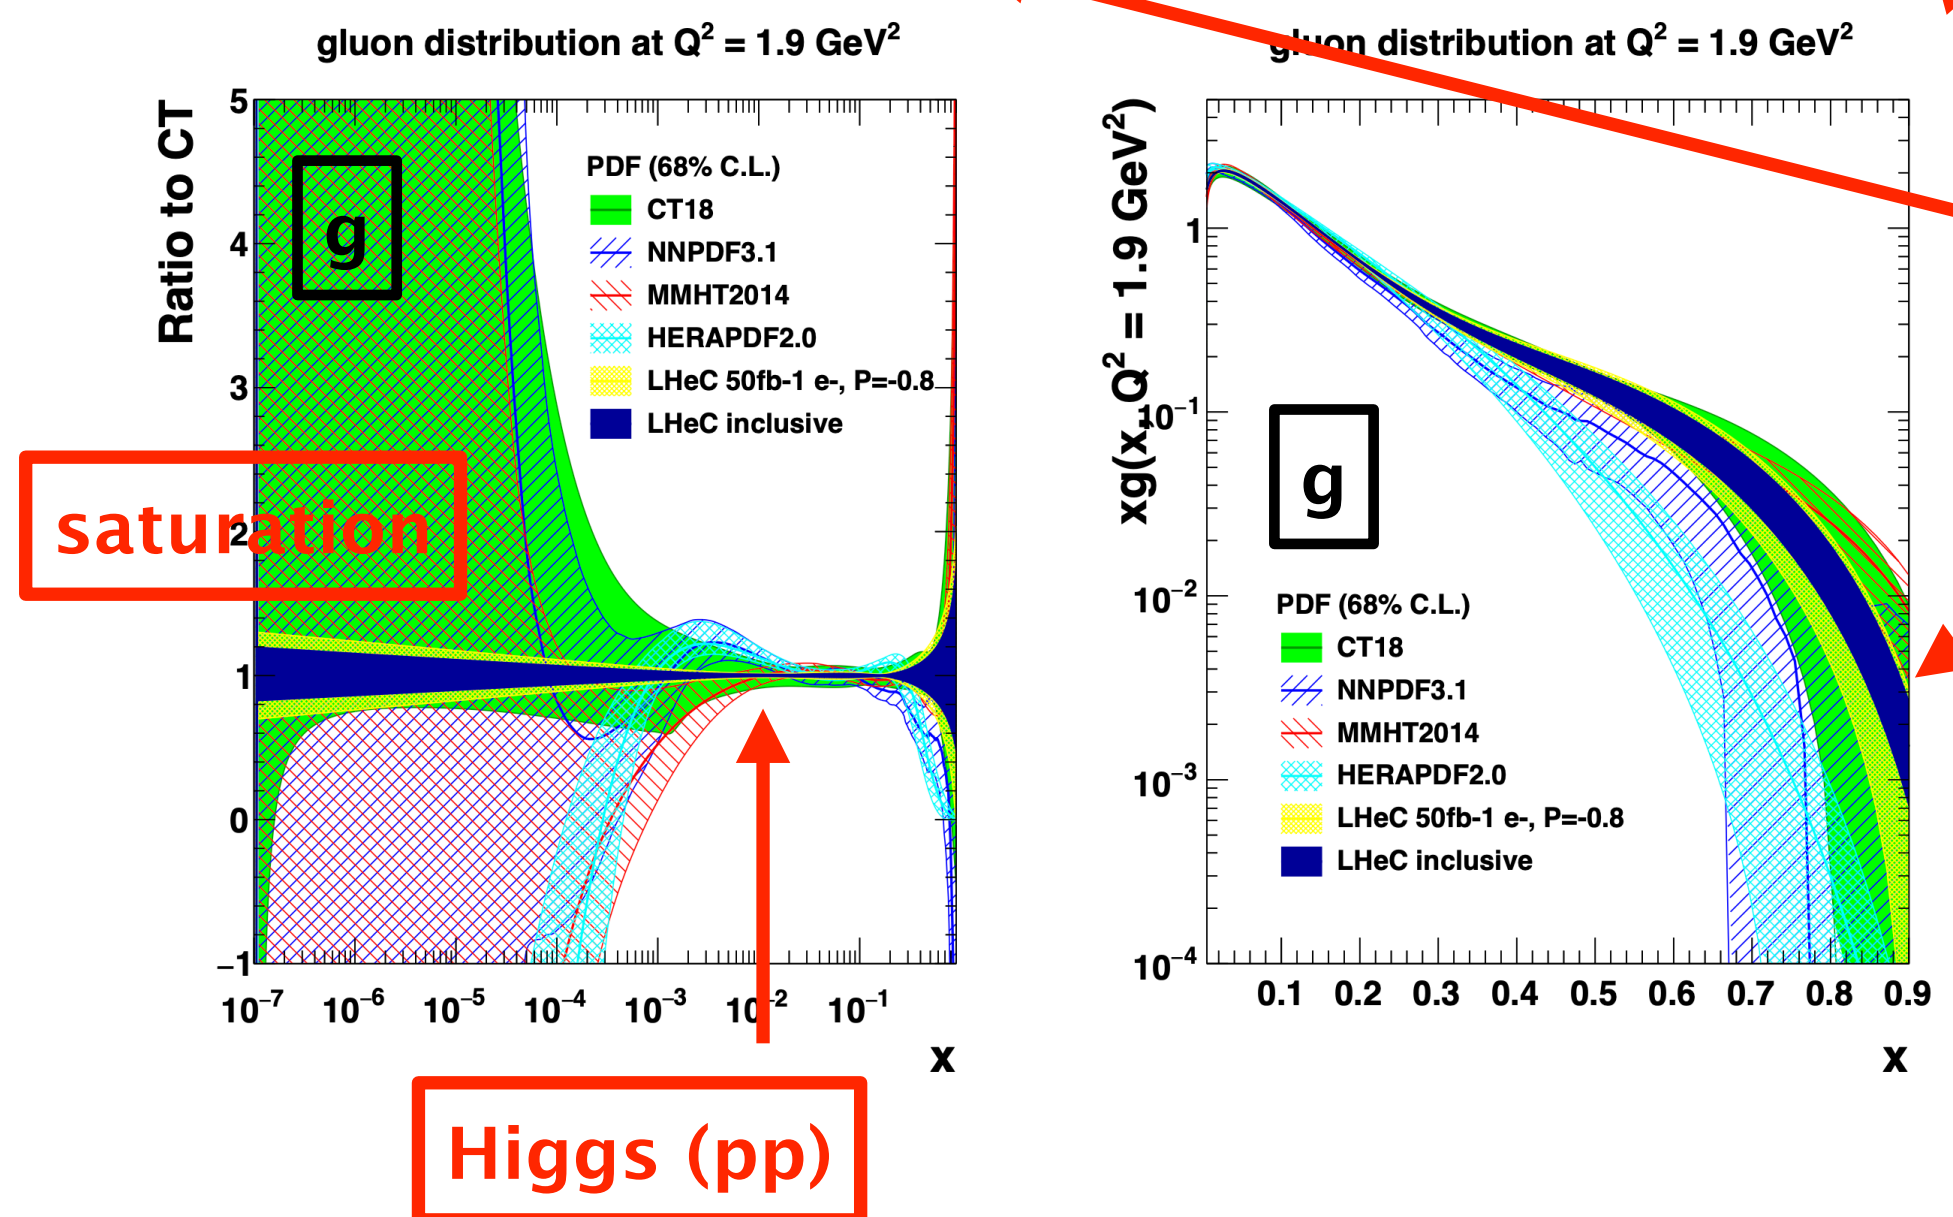 gluon distribution at Q² = 1.9 GeV²
Ratio to CT
5
4
3
2
1
0
−1
g
PDF (68% C.L.)
CT18
NNPDF3.1
MMHT2014
HERAPDF2.0
LHeC 50fb-1 e-, P=-0.8
LHeC inclusive
saturation
10⁻⁷ 10⁻⁶ 10⁻⁵ 10⁻⁴ 10⁻³ 10⁻² 10⁻¹
x
Higgs (pp)
gluon distribution at Q² = 1.9 GeV²
xg(x, Q² = 1.9 GeV²)
1
10⁻¹
10⁻²
10⁻³
10⁻⁴
g
PDF (68% C.L.)
CT18
NNPDF3.1
MMHT2014
HERAPDF2.0
LHeC 50fb-1 e-, P=-0.8
LHeC inclusive
0.1 0.2 0.3 0.4 0.5 0.6 0.7 0.8 0.9
x